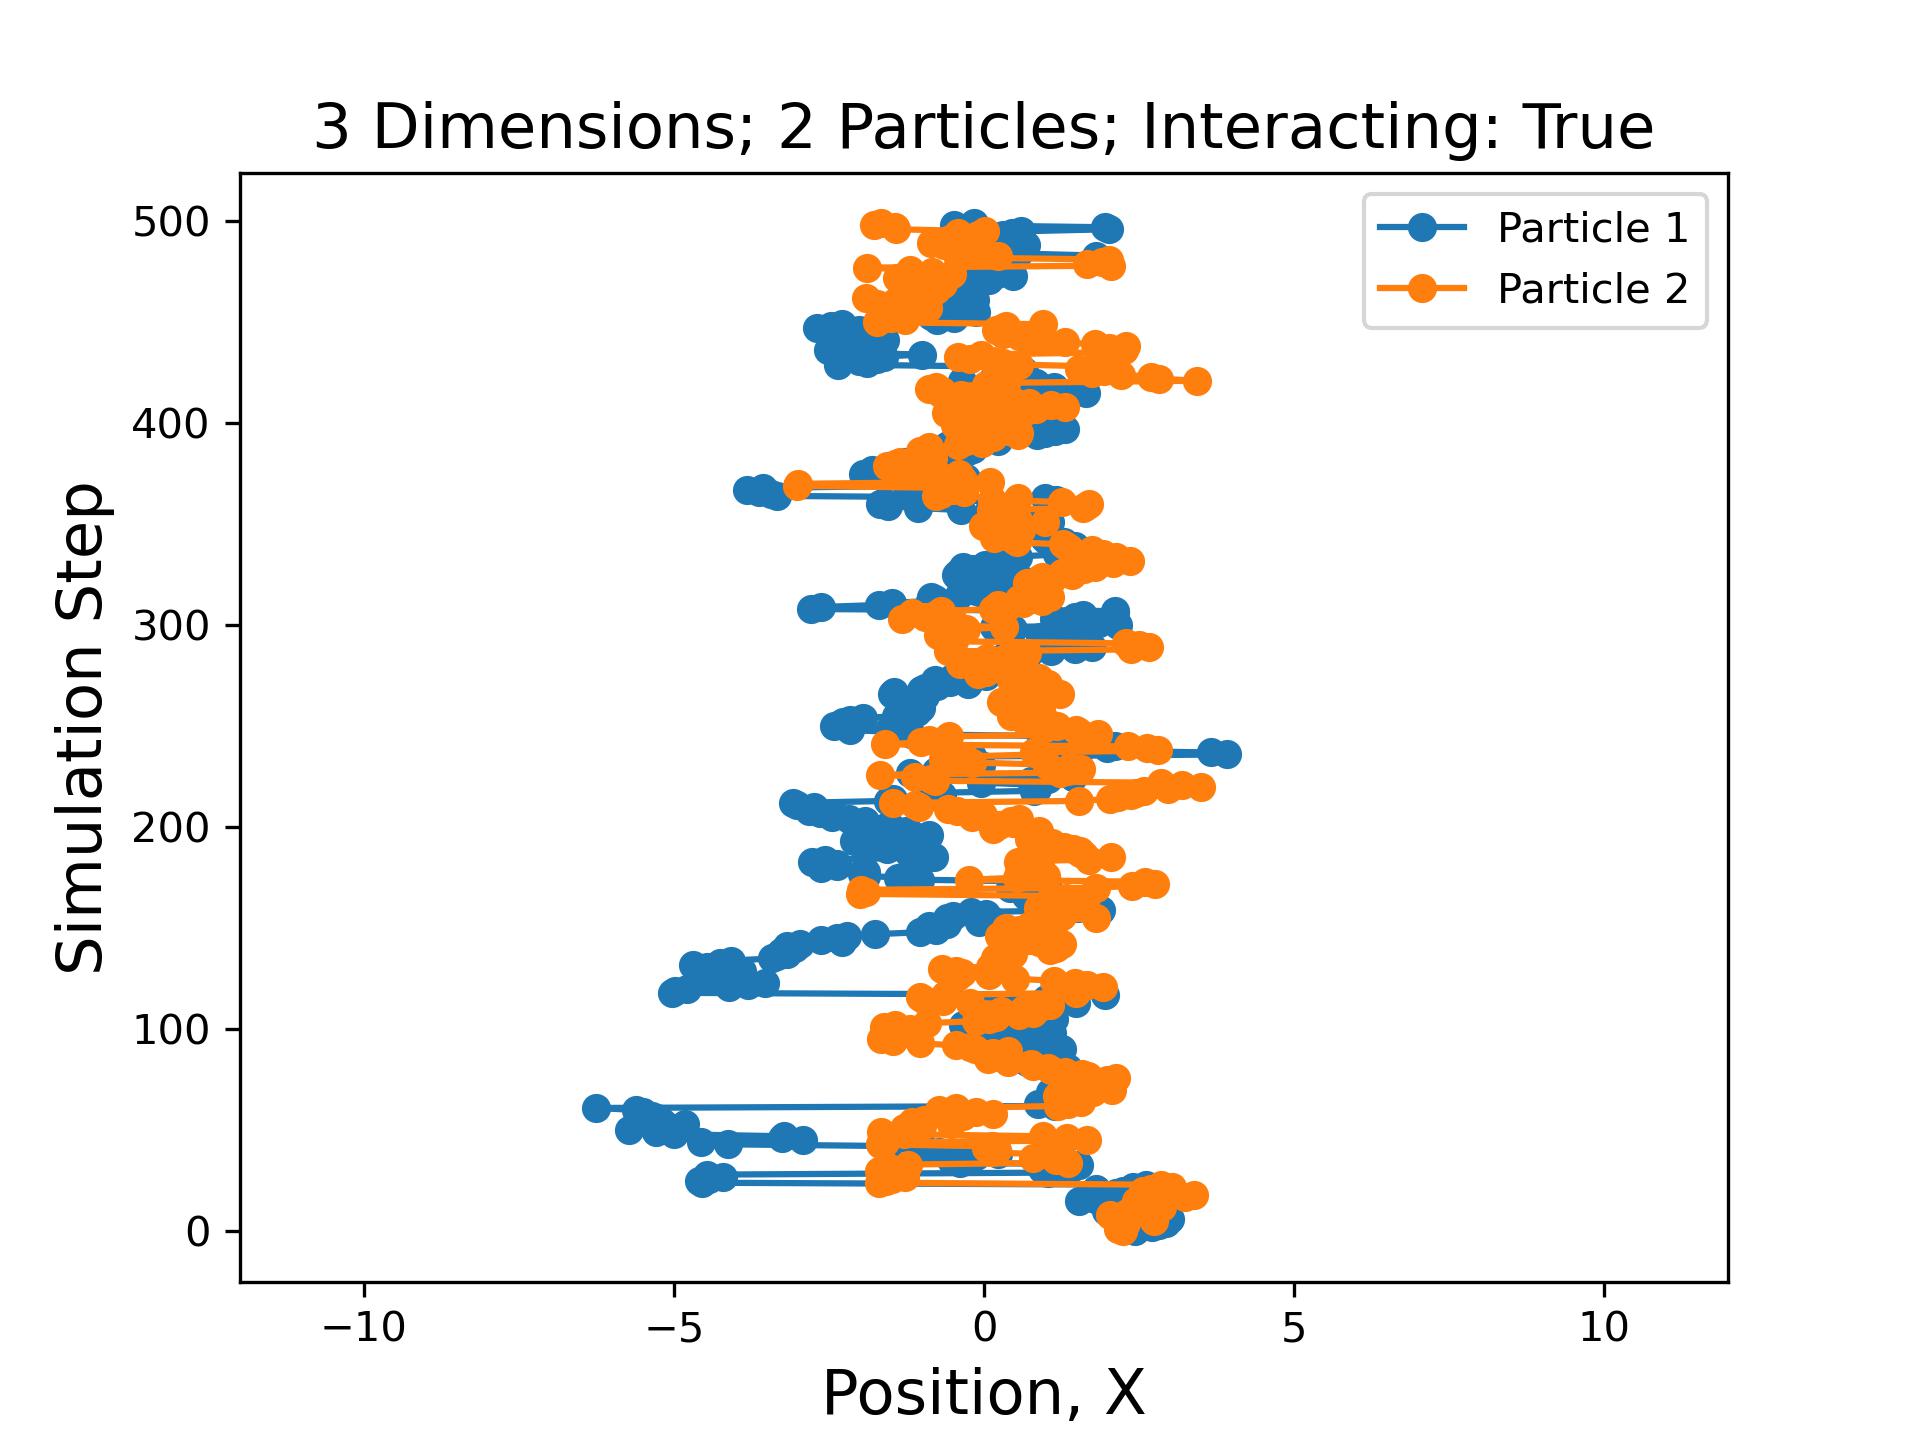 3 Dimensions; 2 Particles; Interacting: True
Particle 1
Particle 2
Simulation Step
500
400
300
200
100
0
−10
−5
0
5
10
Position, X